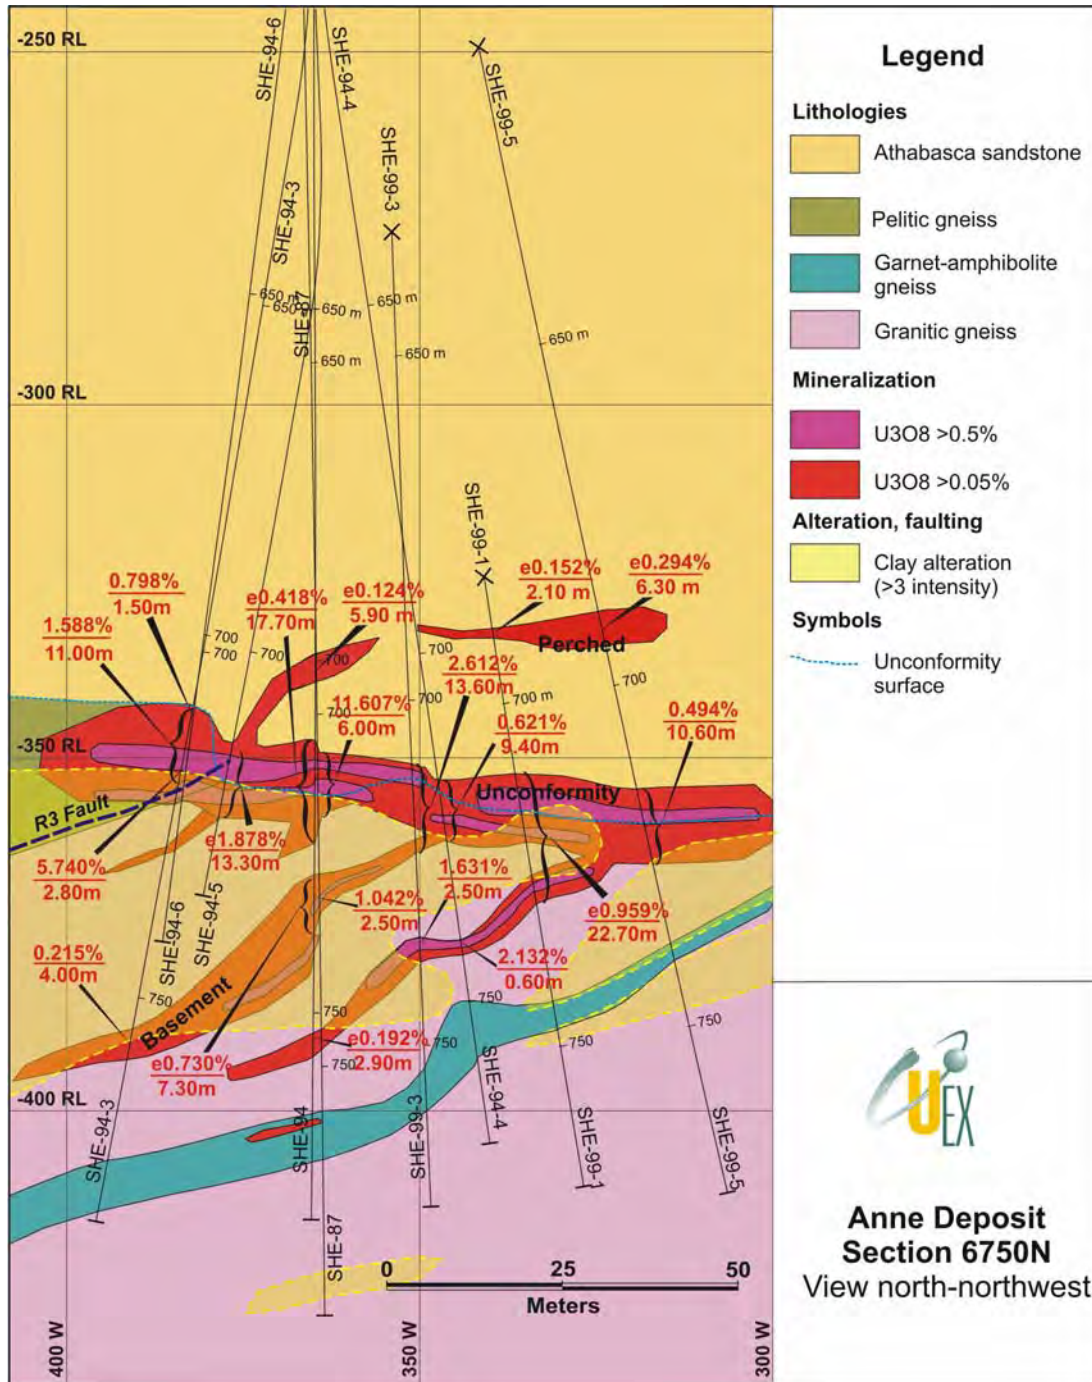 -250 RL
SHE-94-6
SHE-94-4
SHE-99-5
SHE-99-3
SHE-94-3
SHE-87
650 m
650 m
650 m
650 m
650 m
650 m
650 m
-300 RL
SHE-99-1
0.798%
1.50m
1.588%
11.00m
e0.418%
17.70m
e0.124%
5.90 m
e0.152%
2.10 m
e0.294%
6.30 m
Perched
700
700
700
700
700
700
700
700 m
700
2.612%
13.60m
11.607%
6.00m
0.621%
9.40m
0.494%
10.60m
-350 RL
Unconformity
R3 Fault
5.740%
2.80m
e1.878%
13.30m
1.631%
2.50m
1.042%
2.50m
e0.959%
22.70m
2.132%
0.60m
SHE-94-6
SHE-94-5
0.215%
4.00m
Basement
750
750
750
750
750
750
750
e0.730%
7.30m
e0.192%
2.90m
-400 RL
SHE-94-3
SHE-94
SHE-99-3
SHE-94-4
SHE-99-1
SHE-99-5
SHE-87
0
25
50
Meters
400 W
350 W
300 W
Legend
Lithologies
Athabasca sandstone
Pelitic gneiss
Garnet-amphibolite
gneiss
Granitic gneiss
Mineralization
U3O8 >0.5%
U3O8 >0.05%
Alteration, faulting
Clay alteration
(>3 intensity)
Symbols
Unconformity
surface
UEX
Anne Deposit
Section 6750N
View north-northwest